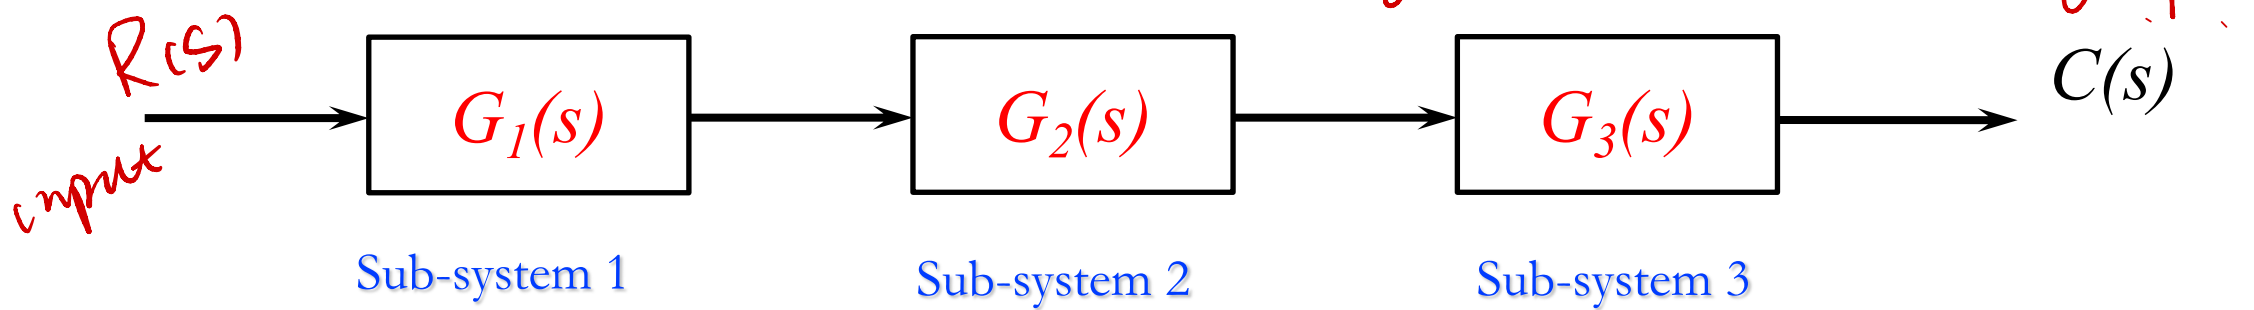 R(s)
C(s)
G₁(s) G₂(s) G₃(s)
input
Sub-system 1 Sub-system 2 Sub-system 3